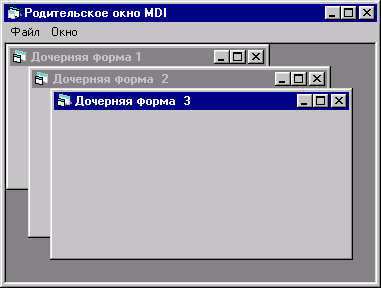 Родительское окно MDI
Файл Окно
Дочерняя форма 1
Дочерняя форма 2
Дочерняя форма 3